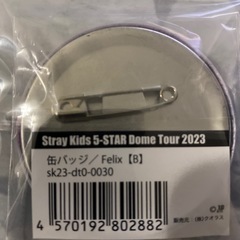 Stray Kids 5-STAR Dome Tour 2023
缶バッジ／Felix【B】
sk23-dt0-0030
4 570192 802882